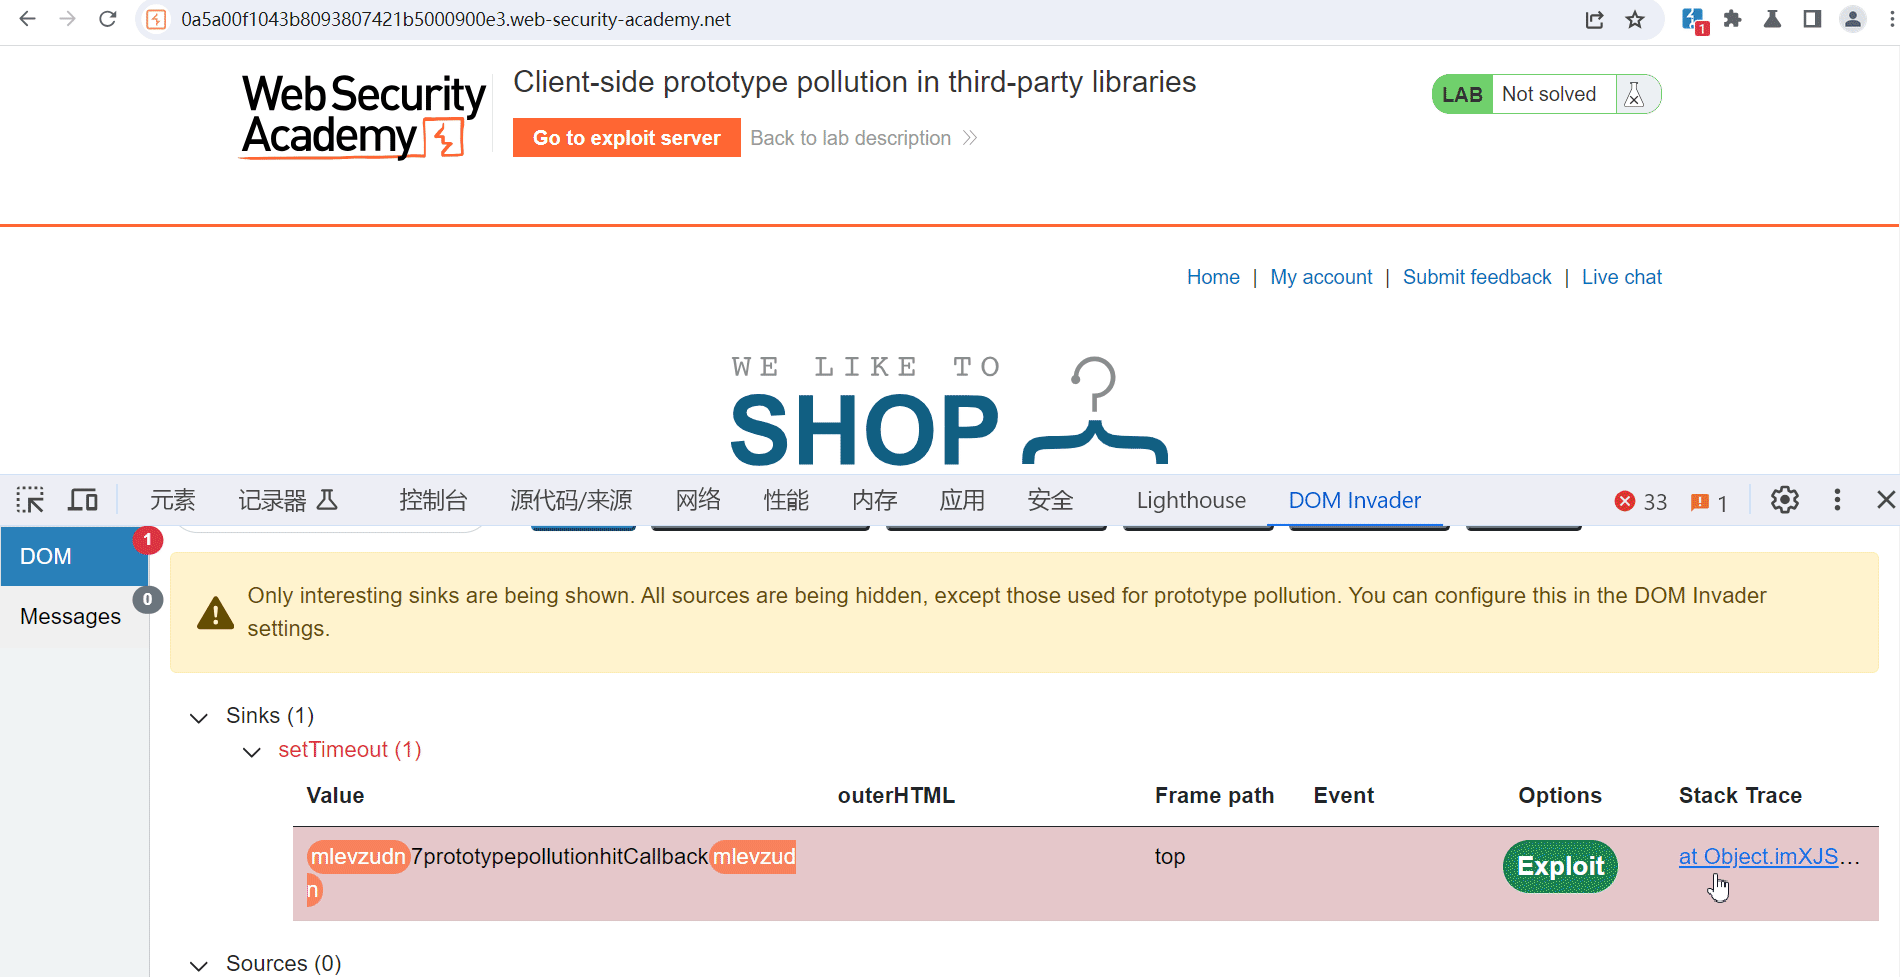 0a5a00f1043b8093807421b5000900e3.web-security-academy.net
1
Web Security
Academy
Client-side prototype pollution in third-party libraries
Go to exploit server
Back to lab description
LAB
Not solved
Home | My account | Submit feedback | Live chat
WE LIKE TO
SHOP
元素
记录器
控制台
源代码/来源
网络
性能
内存
应用
安全
Lighthouse
DOM Invader
33
1
DOM
1
Messages
0
Only interesting sinks are being shown. All sources are being hidden, except those used for prototype pollution. You can configure this in the DOM Invader
settings.
Sinks (1)
setTimeout (1)
Value
outerHTML
Frame path
Event
Options
Stack Trace
mlevzudn7prototypepollutionhitCallbackmlevzud
n
top
Exploit
at Object.imXJS...
Sources (0)